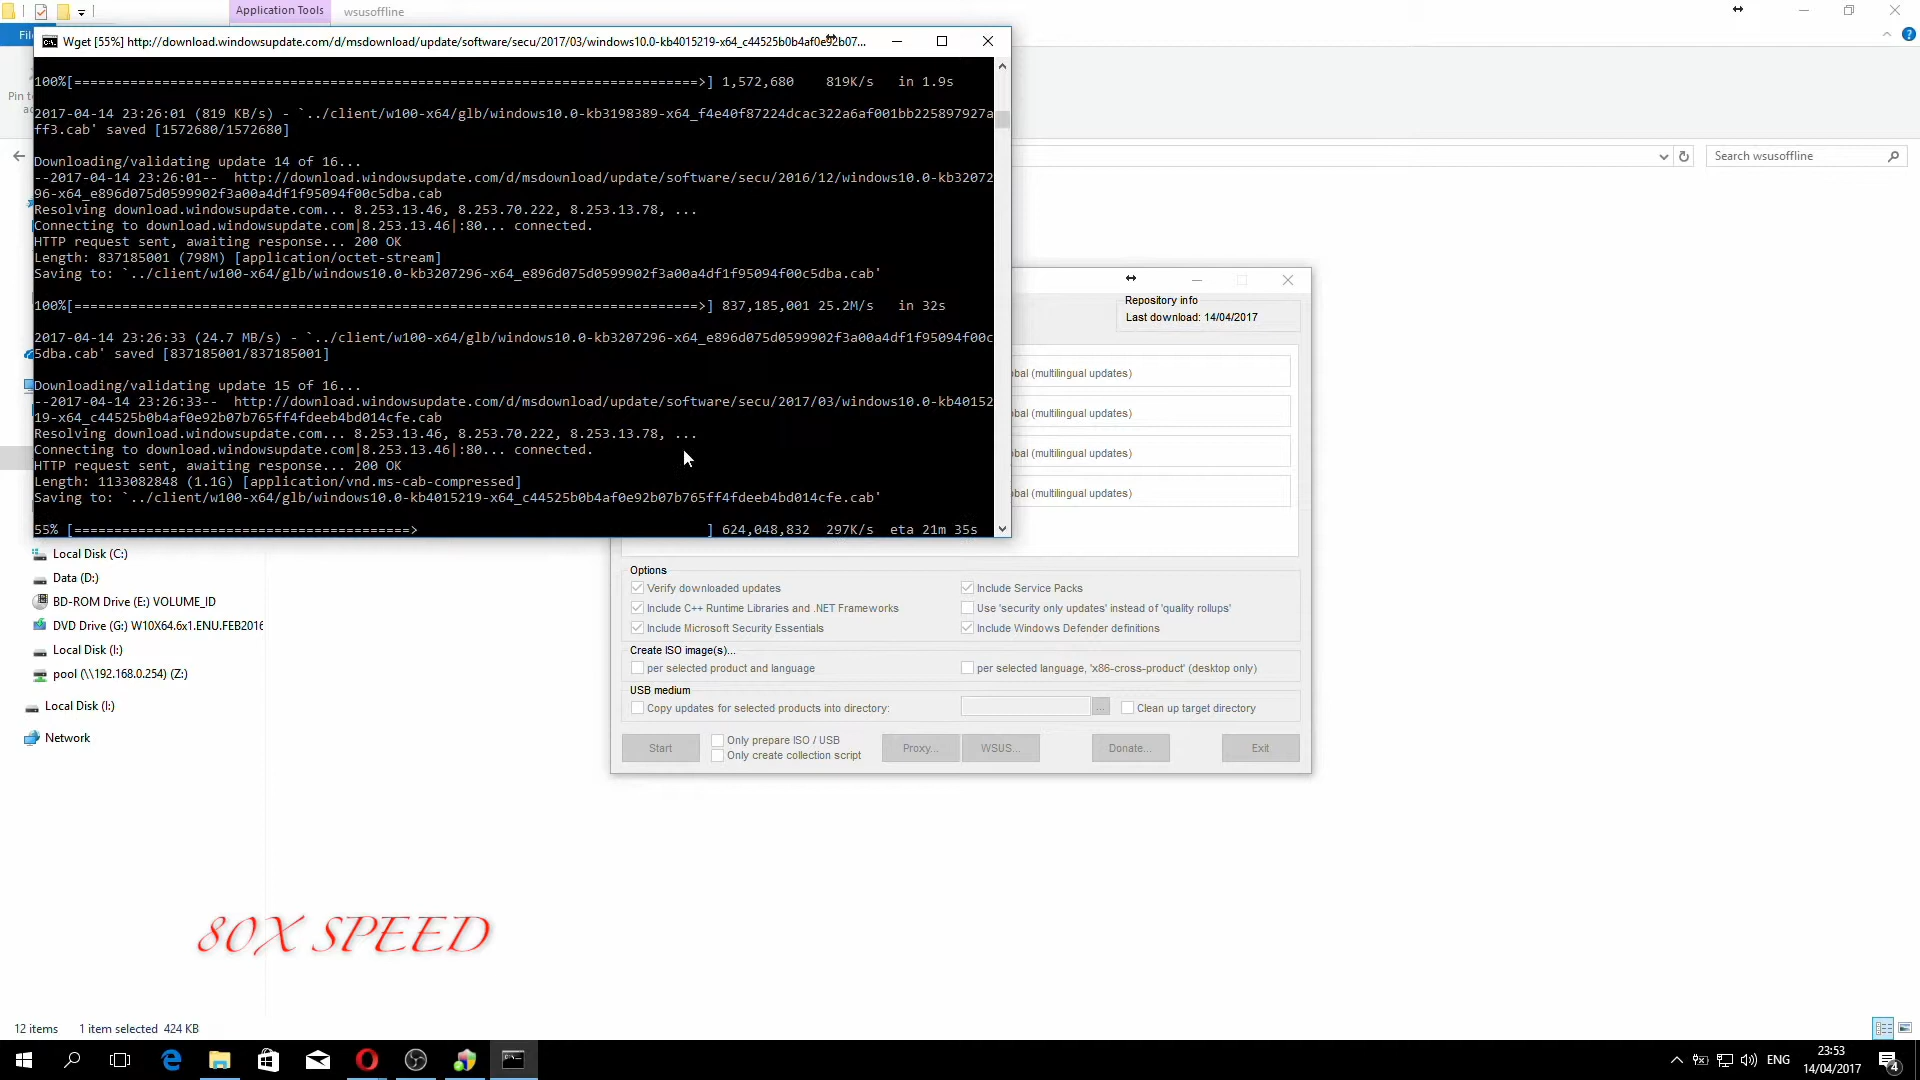 Application Tools
wsusoffline
Wget [55%] http://download.windowsupdate.com/d/msdownload/update/software/secu/2017/03/windows10.0-kb4015219-x64_c44525b0b4af0e92b07...
100%[==============================================================================>] 1,572,680    819K/s   in 1.9s
2017-04-14 23:26:01 (819 KB/s) - `../client/w100-x64/glb/windows10.0-kb3198389-x64_f4e40f87224dcac322a6af001bb225897927a
ff3.cab' saved [1572680/1572680]
Downloading/validating update 14 of 16...
--2017-04-14 23:26:01--  http://download.windowsupdate.com/d/msdownload/update/software/secu/2016/12/windows10.0-kb32072
96-x64_e896d075d0599902f3a00a4df1f95094f00c5dba.cab
Resolving download.windowsupdate.com... 8.253.13.46, 8.253.70.222, 8.253.13.78, ...
Connecting to download.windowsupdate.com|8.253.13.46|:80... connected.
HTTP request sent, awaiting response... 200 OK
Length: 837185001 (798M) [application/octet-stream]
Saving to: `../client/w100-x64/glb/windows10.0-kb3207296-x64_e896d075d0599902f3a00a4df1f95094f00c5dba.cab'
100%[==============================================================================>] 837,185,001 25.2M/s   in 32s
2017-04-14 23:26:33 (24.7 MB/s) - `../client/w100-x64/glb/windows10.0-kb3207296-x64_e896d075d0599902f3a00a4df1f95094f00c
5dba.cab' saved [837185001/837185001]
Downloading/validating update 15 of 16...
--2017-04-14 23:26:33--  http://download.windowsupdate.com/d/msdownload/update/software/secu/2017/03/windows10.0-kb40152
19-x64_c44525b0b4af0e92b07b765ff4fdeeb4bd014cfe.cab
Resolving download.windowsupdate.com... 8.253.13.46, 8.253.70.222, 8.253.13.78, ...
Connecting to download.windowsupdate.com|8.253.13.46|:80... connected.
HTTP request sent, awaiting response... 200 OK
Length: 1133082848 (1.1G) [application/vnd.ms-cab-compressed]
Saving to: `../client/w100-x64/glb/windows10.0-kb4015219-x64_c44525b0b4af0e92b07b765ff4fdeeb4bd014cfe.cab'
55% [==========================================>                                    ] 624,048,832  297K/s  eta 21m 35s
Search wsusoffline
Repository info
Last download: 14/04/2017
(multilingual updates)
(multilingual updates)
(multilingual updates)
(multilingual updates)
Options
Verify downloaded updates
Include Service Packs
Include C++ Runtime Libraries and .NET Frameworks
Use 'security only updates' instead of 'quality rollups'
Include Microsoft Security Essentials
Include Windows Defender definitions
Create ISO image(s)...
per selected product and language
per selected language, 'x86-cross-product' (desktop only)
USB medium
Copy updates for selected products into directory:
...
Clean up target directory
Start
Only prepare ISO / USB
Only create collection script
Proxy...
WSUS...
Donate...
Exit
Local Disk (C:)
Data (D:)
BD-ROM Drive (E:) VOLUME_ID
DVD Drive (G:) W10X64.6x1.ENU.FEB2016
Local Disk (I:)
pool (\\192.168.0.254) (Z:)
Local Disk (I:)
Network
80X SPEED
12 items
1 item selected 424 KB
ENG
23:53
14/04/2017
4